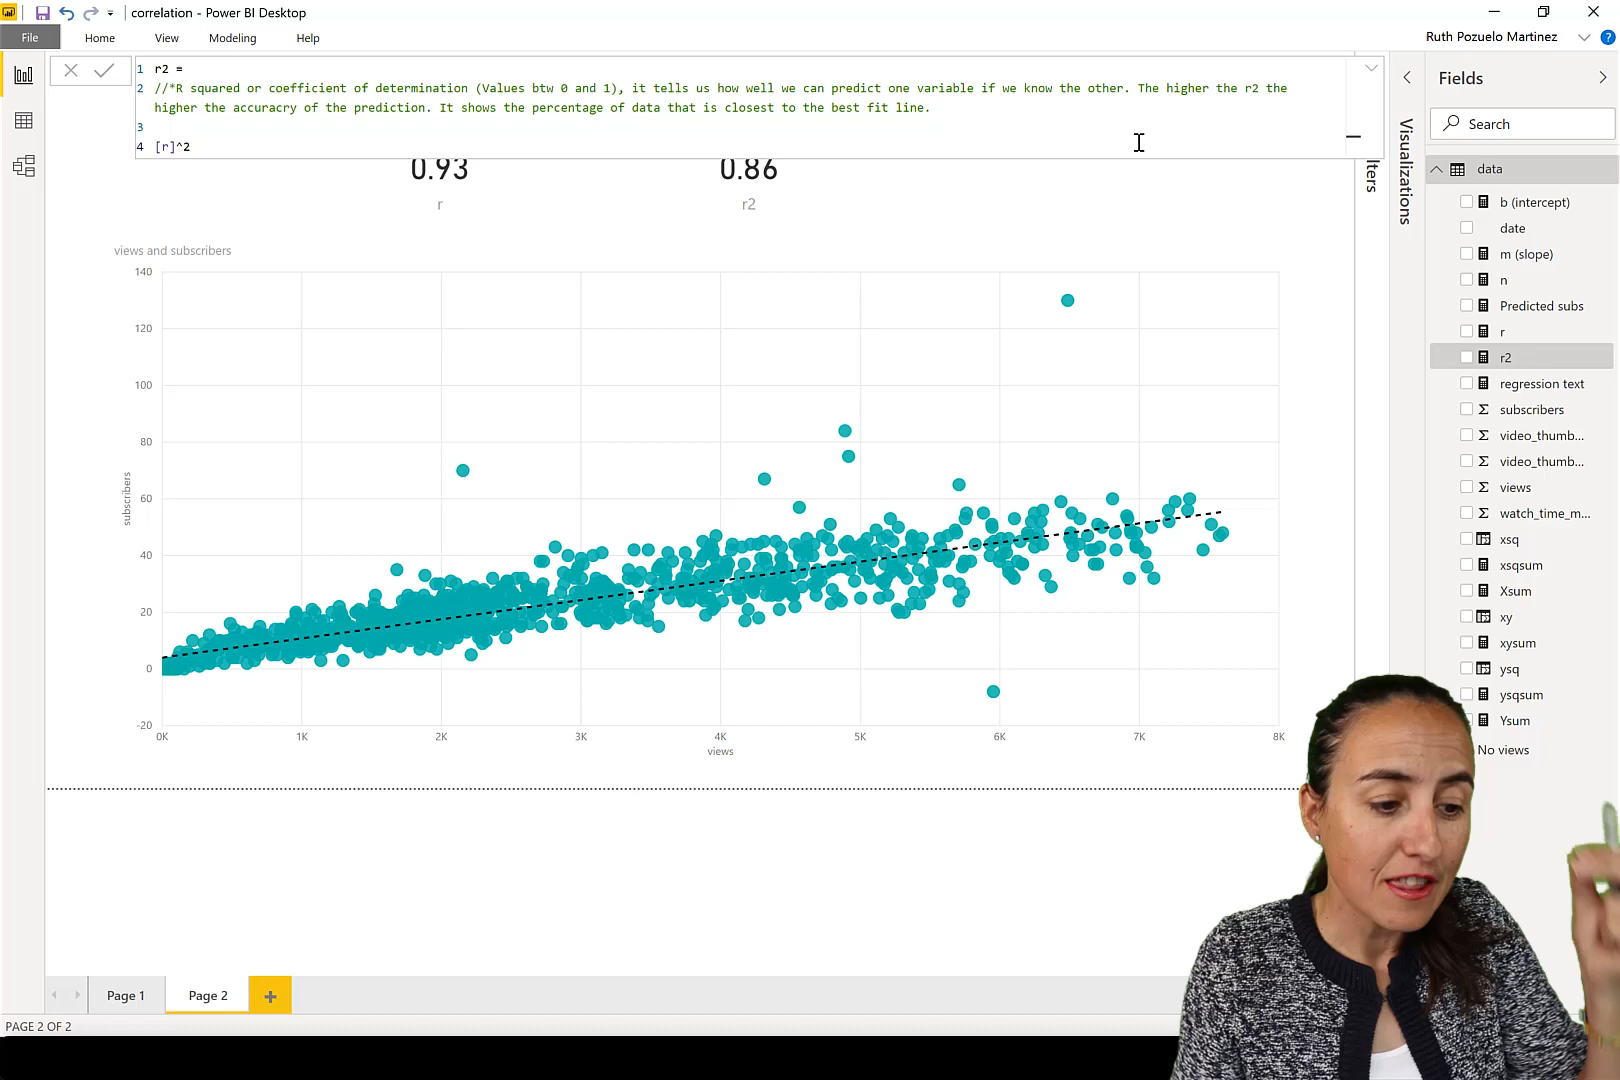 correlation - Power BI Desktop
Ruth Pozuelo Martinez
File Home View Modeling Help
1 r2 =
2 //*R squared or coefficient of determination (Values btw 0 and 1), it tells us how well we can predict one variable if we know the other. The higher the r2 the
higher the accuracry of the prediction. It shows the percentage of data that is closest to the best fit line.
3
4 [r]^2
0.93
r
0.86
r2
views and subscribers
140
120
100
80
60
40
20
0
-20
subscribers
0K 1K 2K 3K 4K 5K 6K 7K 8K
views
lters
Visualizations
Fields
Search
data
b (intercept)
date
m (slope)
n
Predicted subs
r
r2
regression text
subscribers
video_thumb...
video_thumb...
views
watch_time_m...
xsq
xsqsum
Xsum
xy
xysum
ysq
ysqsum
Ysum
No views
Page 1
Page 2
PAGE 2 OF 2